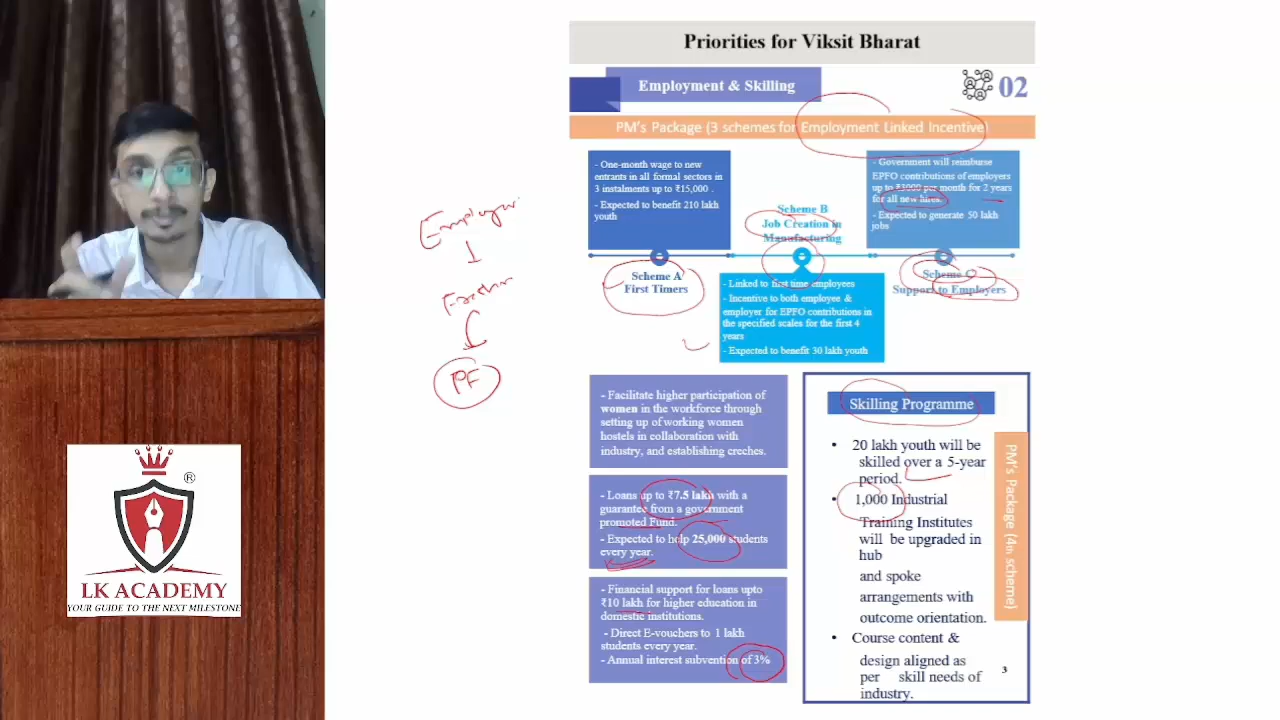 Priorities for Viksit Bharat
Employment & Skilling
02
PM's Package (3 schemes for Employment Linked Incentive)
- One-month wage to new
entrants in all formal sectors in
3 instalments up to ₹15,000 .
- Expected to benefit 210 lakh
youth
Scheme B
Job Creation in
Manufacturing
- Government will reimburse
EPFO contributions of employers
up to ₹3000 per month for 2 years
for all new hires.
- Expected to generate 50 lakh
jobs
Scheme A
First Timers
- Linked to first time employees
- Incentive to both employee &
employer for EPFO contributions in
the specified scales for the first 4
years
- Expected to benefit 30 lakh youth
Scheme C
Support to Employers
PF
- Facilitate higher participation of
women in the workforce through
setting up of working women
hostels in collaboration with
industry, and establishing creches.
- Loans up to ₹7.5 lakh with a
guarantee from a government
promoted Fund.
- Expected to help 25,000 students
every year.
- Financial support for loans upto
₹10 lakh for higher education in
domestic institutions.
- Direct E-vouchers to 1 lakh
students every year.
- Annual interest subvention of 3%
Skilling Programme
• 20 lakh youth will be
skilled over a 5-year
period.
• 1,000 Industrial
Training Institutes
will be upgraded in
hub
and spoke
arrangements with
outcome orientation.
• Course content &
design aligned as
per skill needs of
industry.
3
PM's Package (4th scheme)
®
LK ACADEMY
YOUR GUIDE TO THE NEXT MILESTONE